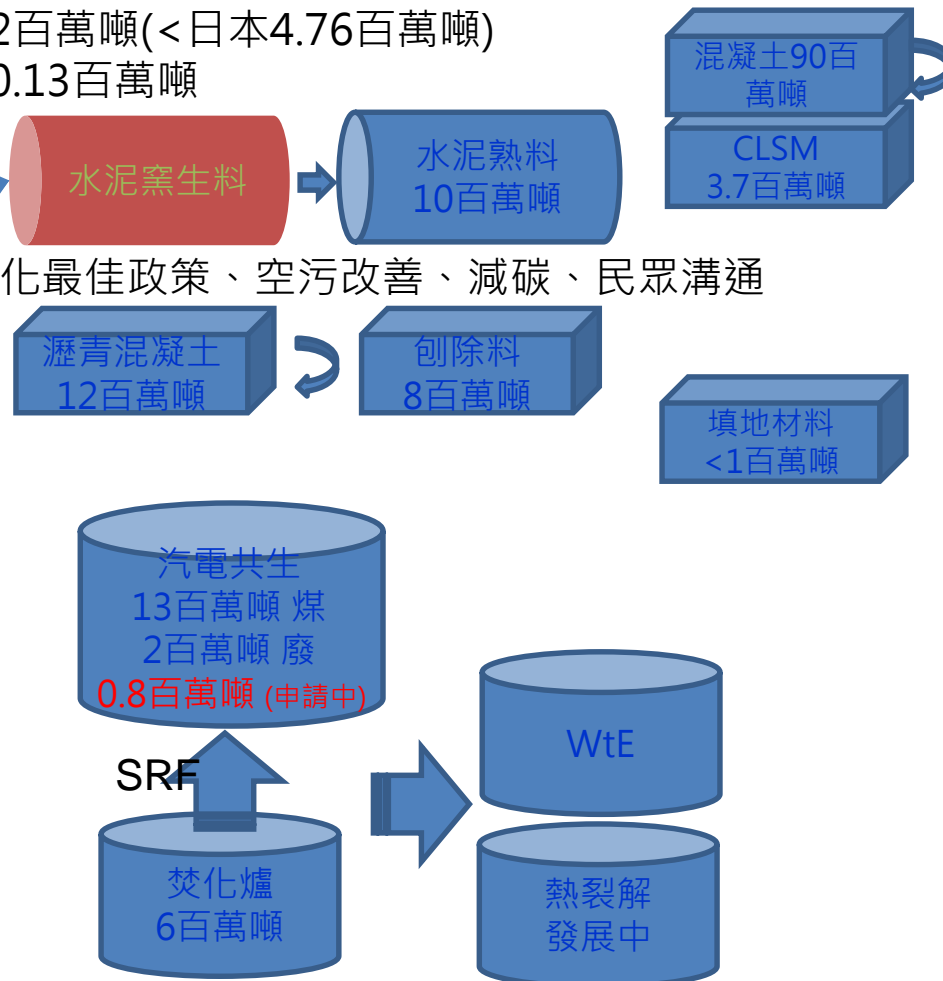 2百萬噸(<日本4.76百萬噸)
0.13百萬噸
混凝土90百
萬噸
CLSM
3.7百萬噸
水泥窯生料
水泥熟料
10百萬噸
化最佳政策、空污改善、減碳、民眾溝通
瀝青混凝土
12百萬噸
刨除料
8百萬噸
填地材料
<1百萬噸
汽電共生
13百萬噸 煤
2百萬噸 廢
0.8百萬噸 (申請中)
SRF
WtE
焚化爐
6百萬噸
熱裂解
發展中